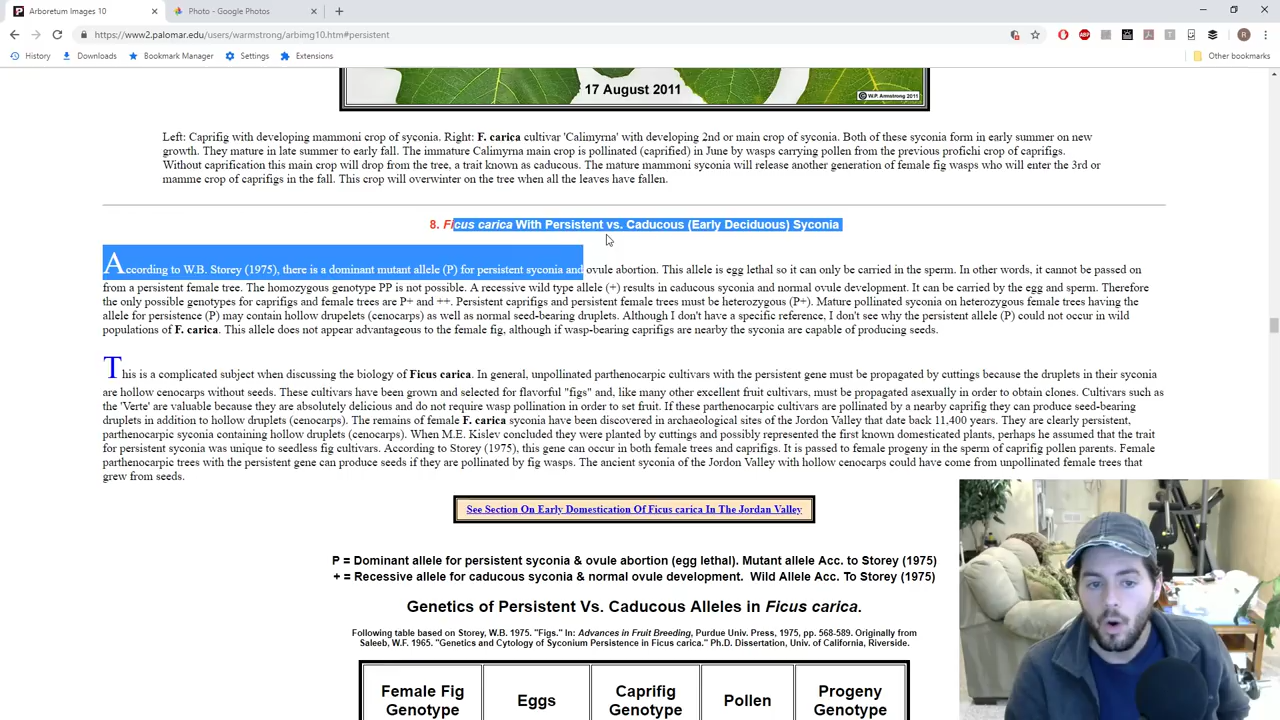 Arboretum Images 10
Photo - Google Photos
https://www2.palomar.edu/users/warmstrong/arbimg10.htm#persistent
History
Downloads
Bookmark Manager
Settings
Extensions
Other bookmarks
17 August 2011
©W.P. Armstrong 2011
Left: Caprifig with developing mammoni crop of syconia. Right: F. carica cultivar 'Calimyrna' with developing 2nd or main crop of syconia. Both of these syconia form in early summer on new
growth. They mature in late summer to early fall. The immature Calimyrna main crop is pollinated (caprified) in June by wasps carrying pollen from the previous profichi crop of caprifigs.
Without caprification this main crop will drop from the tree, a trait known as caducous. The mature mammoni syconia will release another generation of female fig wasps who will enter the 3rd or
mamme crop of caprifigs in the fall. This crop will overwinter on the tree when all the leaves have fallen.
8. Ficus carica With Persistent vs. Caducous (Early Deciduous) Syconia
According to W.B. Storey (1975), there is a dominant mutant allele (P) for persistent syconia and ovule abortion. This allele is egg lethal so it can only be carried in the sperm. In other words, it cannot be passed on
from a persistent female tree. The homozygous genotype PP is not possible. A recessive wild type allele (+) results in caducous syconia and normal ovule development. It can be carried by the egg and sperm. Therefore
the only possible genotypes for caprifigs and female trees are P+ and ++. Persistent caprifigs and persistent female trees must be heterozygous (P+). Mature pollinated syconia on heterozygous female trees having the
allele for persistence (P) may contain hollow drupelets (cenocarps) as well as normal seed-bearing druplets. Although I don't have a specific reference, I don't see why the persistent allele (P) could not occur in wild
populations of F. carica. This allele does not appear advantageous to the female fig, although if wasp-bearing caprifigs are nearby the syconia are capable of producing seeds.
This is a complicated subject when discussing the biology of Ficus carica. In general, unpollinated parthenocarpic cultivars with the persistent gene must be propagated by cuttings because the druplets in their syconia
are hollow cenocarps without seeds. These cultivars have been grown and selected for flavorful "figs" and, like many other excellent fruit cultivars, must be propagated asexually in order to obtain clones. Cultivars such as
the 'Verte' are valuable because they are absolutely delicious and do not require wasp pollination in order to set fruit. If these parthenocarpic cultivars are pollinated by a nearby caprifig they can produce seed-bearing
druplets in addition to hollow druplets (cenocarps). The remains of female F. carica syconia have been discovered in archaeological sites of the Jordan Valley that date back 11,400 years. They are clearly persistent,
parthenocarpic syconia containing hollow druplets (cenocarps). When M.E. Kislev concluded they were planted by cuttings and possibly represented the first known domesticated plants, perhaps he assumed that the trait
for persistent syconia was unique to seedless fig cultivars. According to Storey (1975), this gene can occur in both female trees and caprifigs. It is passed to female progeny in the sperm of caprifig pollen parents. Female
parthenocarpic trees with the persistent gene can produce seeds if they are pollinated by fig wasps. The ancient syconia of the Jordan Valley with hollow cenocarps could have come from unpollinated female trees that
grew from seeds.
See Section On Early Domestication Of Ficus carica In The Jordan Valley
P = Dominant allele for persistent syconia & ovule abortion (egg lethal). Mutant allele Acc. to Storey (1975)
+ = Recessive allele for caducous syconia & normal ovule development. Wild Allele Acc. To Storey (1975)
Genetics of Persistent Vs. Caducous Alleles in Ficus carica.
Following table based on Storey, W.B. 1975. "Figs." In: Advances in Fruit Breeding, Purdue Univ. Press, 1975, pp. 568-589. Originally from
Saleeb, W.F. 1965. "Genetics and Cytology of Syconium Persistence in Ficus carica." Ph.D. Dissertation, Univ. of California, Riverside.
Female Fig Genotype
Eggs
Caprifig Genotype
Pollen
Progeny Genotype